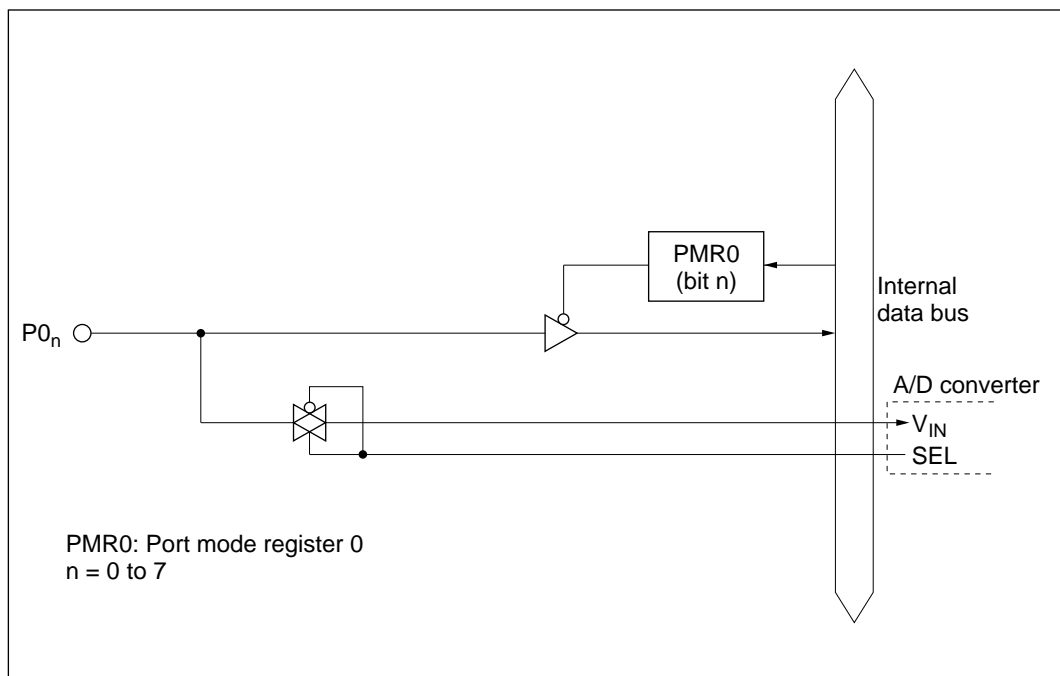 PMR0
(bit n)
Internal
data bus
P0n
A/D converter
VIN
SEL
PMR0: Port mode register 0
n = 0 to 7